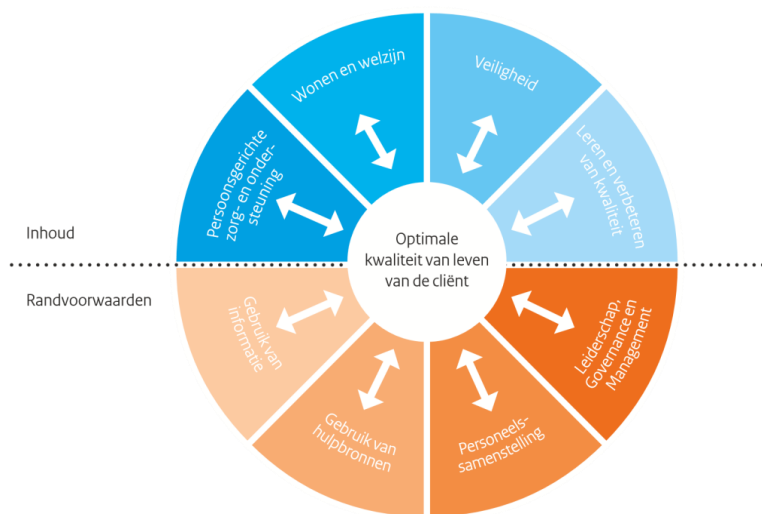 Wonen en welzijn
Veiligheid
Persoonsgerichte
zorg- en onder-
steuning
Leren en verbeteren
van kwaliteit
Inhoud
Optimale
kwaliteit van leven
van de cliënt
Randvoorwaarden
Gebruik van
informatie
Leiderschap,
Governance en
Management
Gebruik van
hulpbronnen
Personeels-
samenstelling